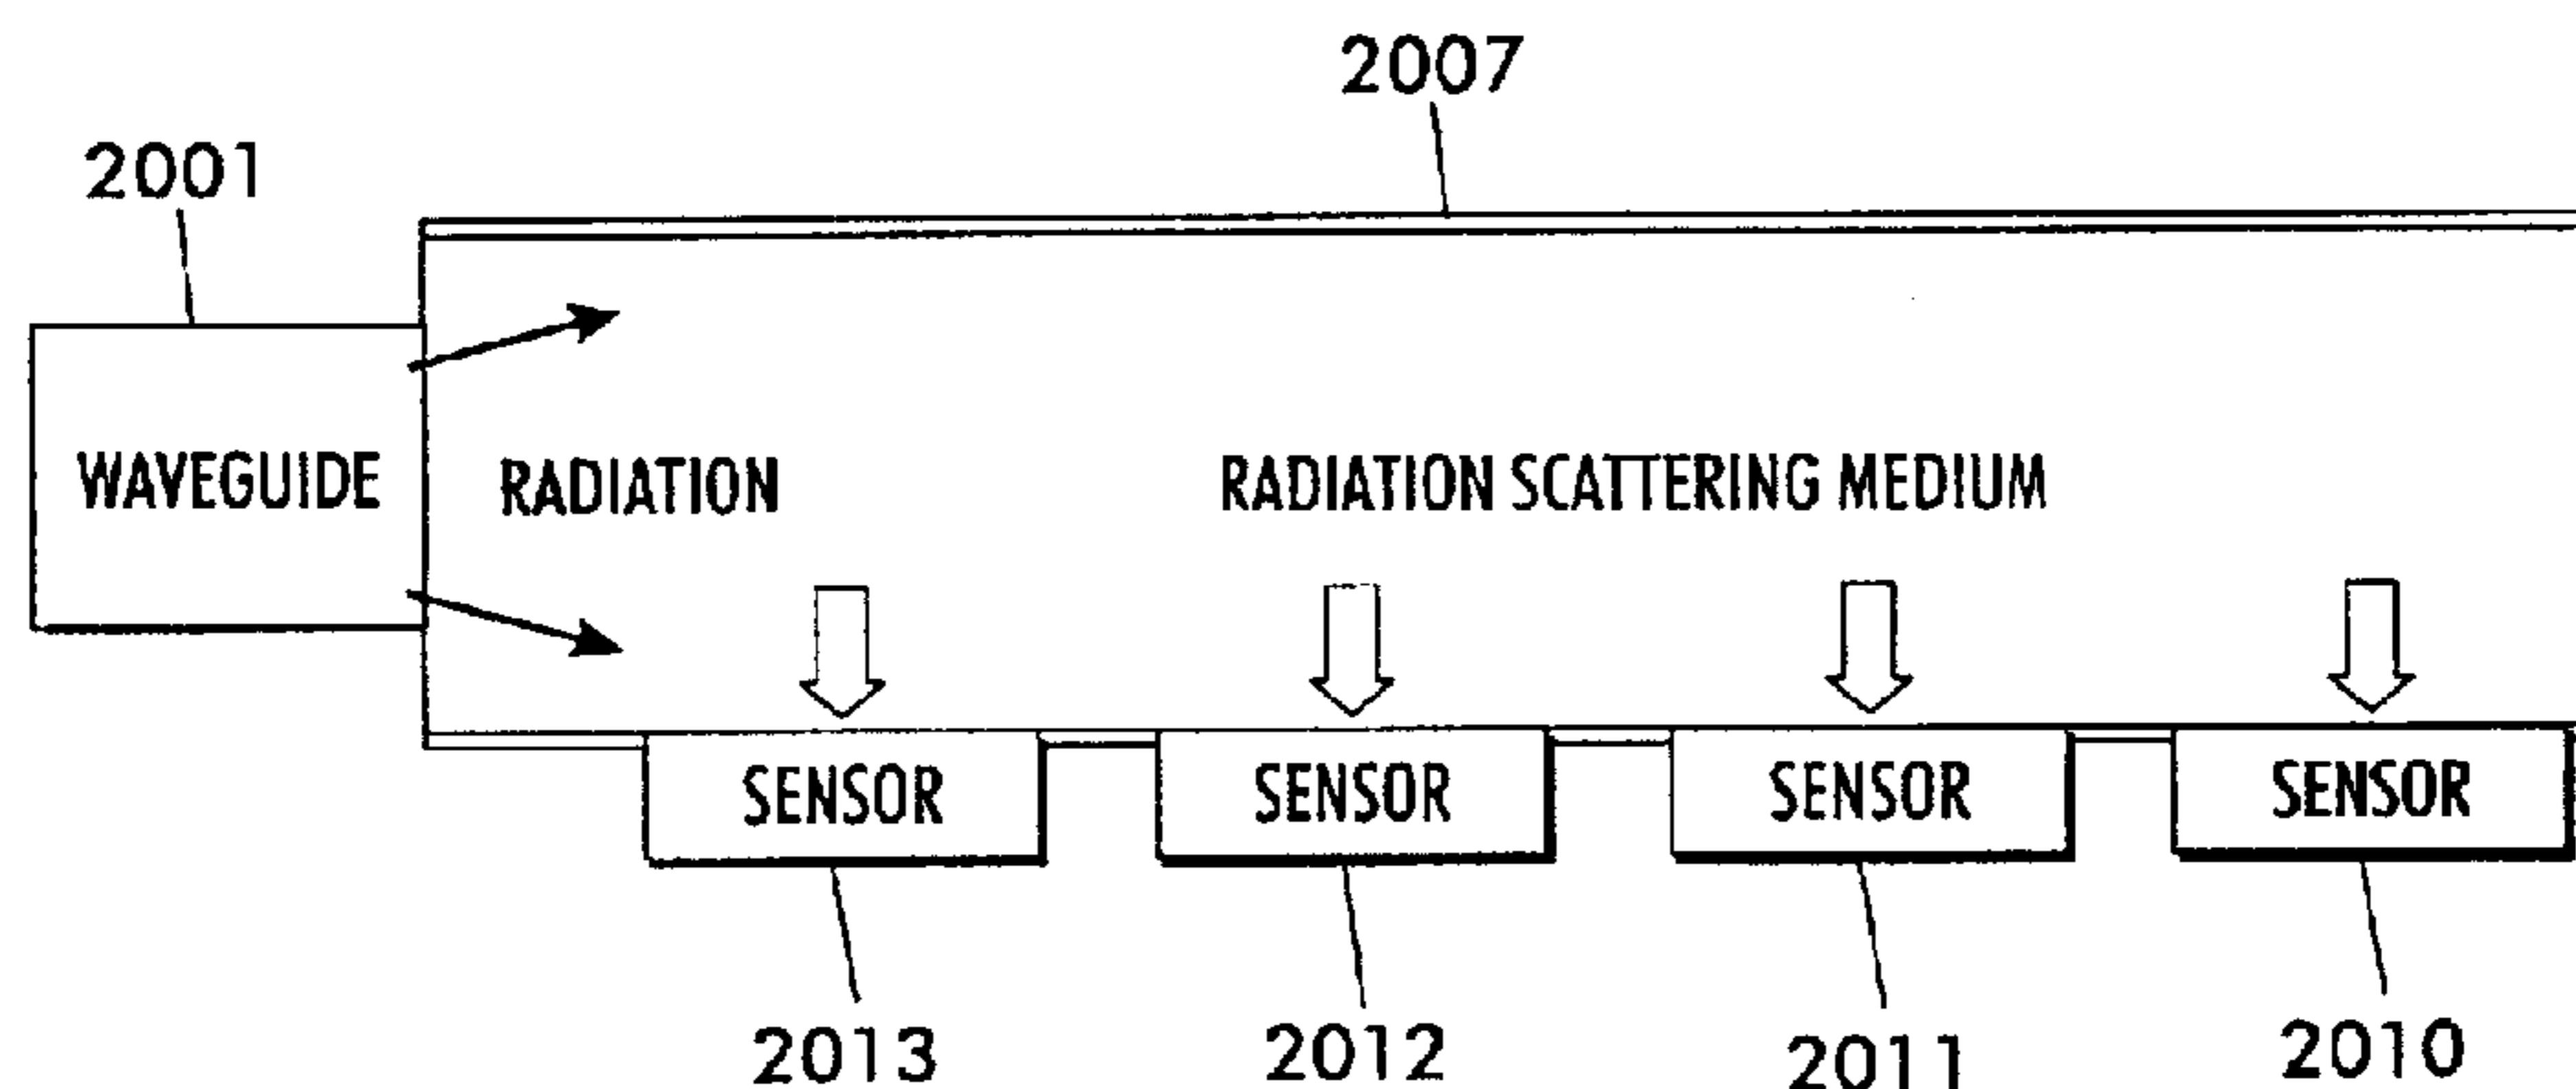 2007
2001
WAVEGUIDE
RADIATION
RADIATION SCATTERING MEDIUM
SENSOR
SENSOR
SENSOR
SENSOR
2013
2012
2011
2010